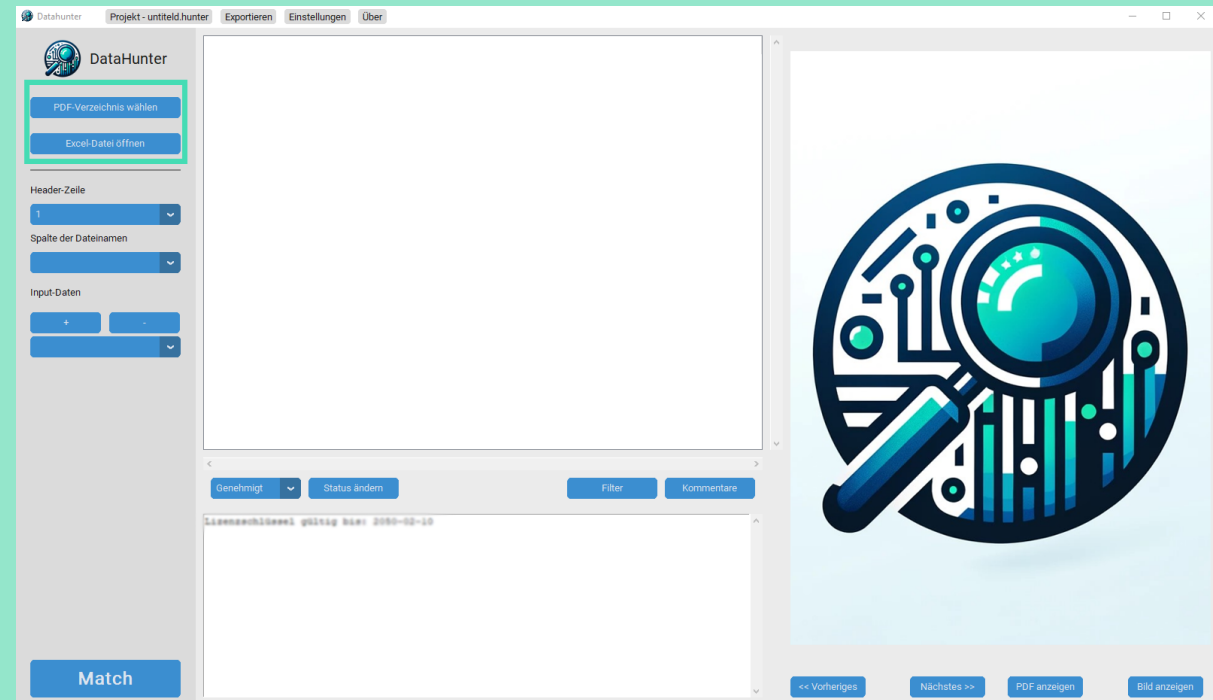 Datahunter Projekt - untiteld.hunter Exportieren Einstellungen Über
DataHunter
PDF-Verzeichnis wählen
Excel-Datei öffnen
Header-Zeile
1
Spalte der Dateinamen
Input-Daten
+ -
Match
Genehmigt Status ändern Filter Kommentare
Lizenzschlüssel gültig bis: 2050-02-10
<< Vorheriges Nächstes >> PDF anzeigen Bild anzeigen